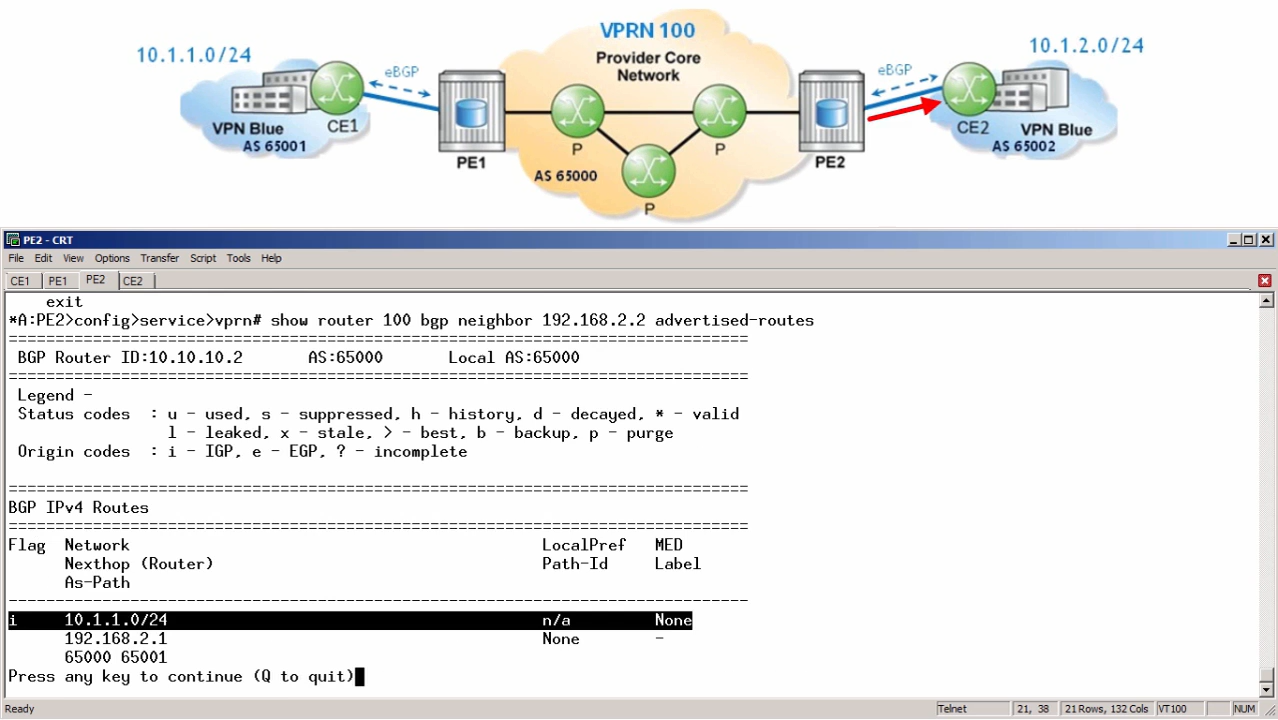 VPRN 100
Provider Core
Network
10.1.1.0/24
10.1.2.0/24
eBGP
eBGP
VPN Blue
AS 65001
CE1
PE1
P
P
P
AS 65000
PE2
CE2
VPN Blue
AS 65002
PE2 - CRT
File Edit View Options Transfer Script Tools Help
CE1 PE1 PE2 CE2
exit
*A:PE2>config>service>vprn# show router 100 bgp neighbor 192.168.2.2 advertised-routes
===============================================================================
BGP Router ID:10.10.10.2 AS:65000 Local AS:65000
===============================================================================
Legend -
Status codes : u - used, s - suppressed, h - history, d - decayed, * - valid
l - leaked, x - stale, > - best, b - backup, p - purge
Origin codes : i - IGP, e - EGP, ? - incomplete
===============================================================================
BGP IPv4 Routes
===============================================================================
Flag Network LocalPref MED
Nexthop (Router) Path-Id Label
As-Path
-------------------------------------------------------------------------------
i 10.1.1.0/24 n/a None
192.168.2.1 None -
65000 65001
Press any key to continue (Q to quit)
Ready Telnet 21, 38 21 Rows, 132 Cols VT100 NUM